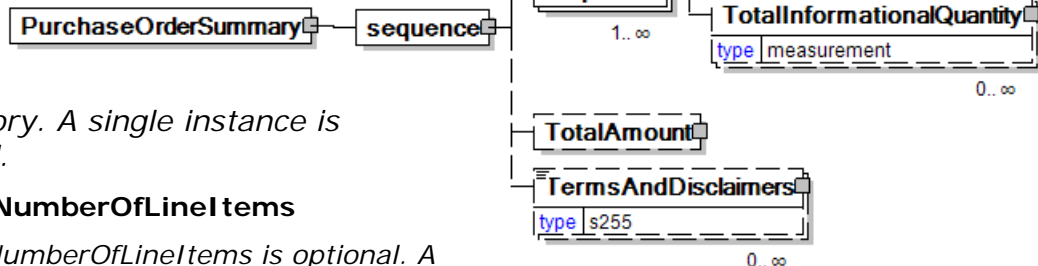 TotalInformationalQuantity
PurchaseOrderSummary
sequence
1.. ∞
type measurement
0.. ∞
ory. A single instance is
TotalAmount
NumberOfLineItems
TermsAndDisclaimers
type s255
NumberOfLineItems is optional. A
0.. ∞